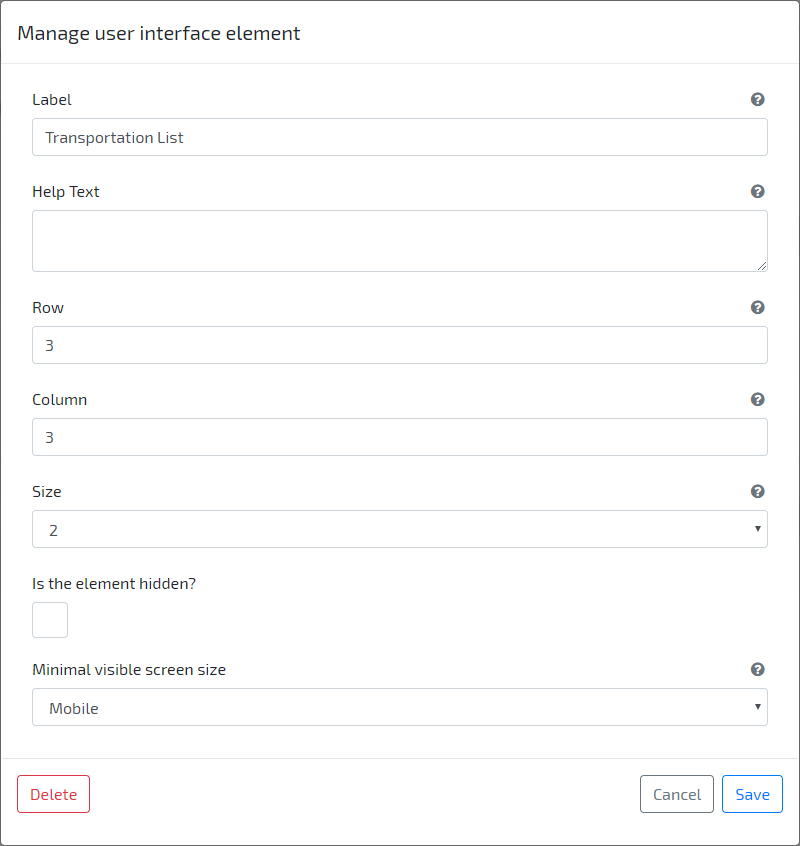 Manage user interface element
Label
Transportation List
Help Text
Row
3
Column
3
Size
2
Is the element hidden?
Minimal visible screen size
Mobile
Delete
Cancel
Save